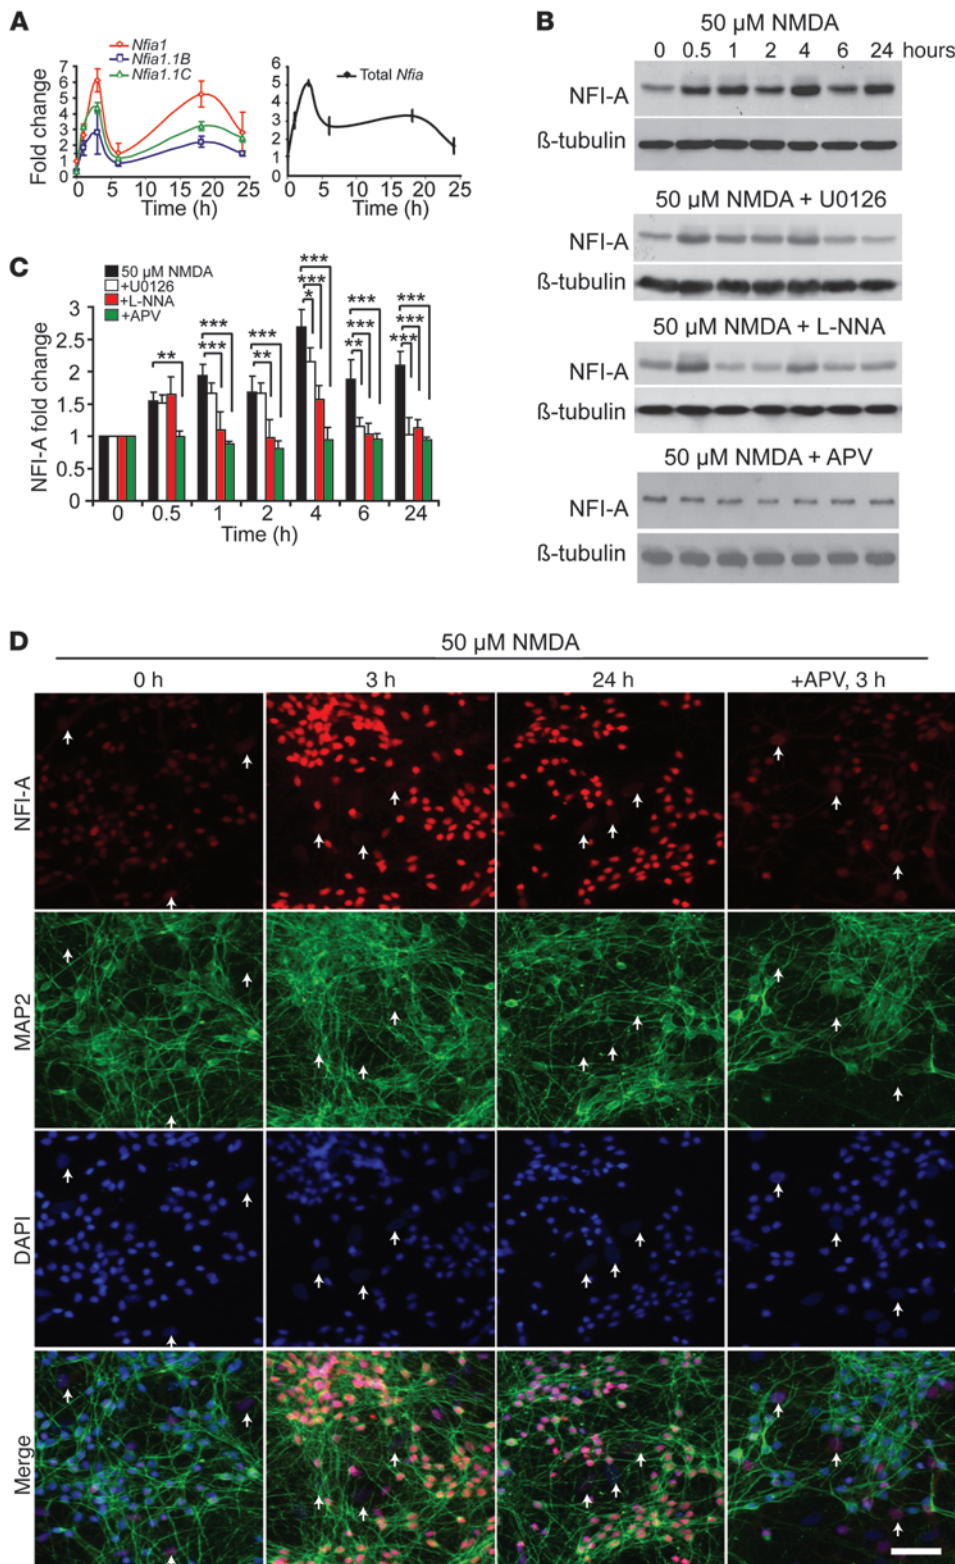 A
Nfia1
Nfia1.1B
Nfia1.1C
Total Nfia
Fold change
7
6
5
4
3
2
1
0
0 5 10 15 20 25
Time (h)
6
5
4
3
2
1
0
0 5 10 15 20 25
Time (h)
B
50 µM NMDA
0 0.5 1 2 4 6 24 hours
NFI-A
ß-tubulin
50 µM NMDA + U0126
NFI-A
ß-tubulin
50 µM NMDA + L-NNA
NFI-A
ß-tubulin
50 µM NMDA + APV
NFI-A
ß-tubulin
C
50 µM NMDA
+U0126
+L-NNA
+APV
NFI-A fold change
3
2.5
2
1.5
1
0.5
0
**
***
***
***
**
***
***
*
***
**
**
***
***
***
0 0.5 1 2 4 6 24
Time (h)
D
50 µM NMDA
0 h 3 h 24 h +APV, 3 h
NFI-A
MAP2
DAPI
Merge